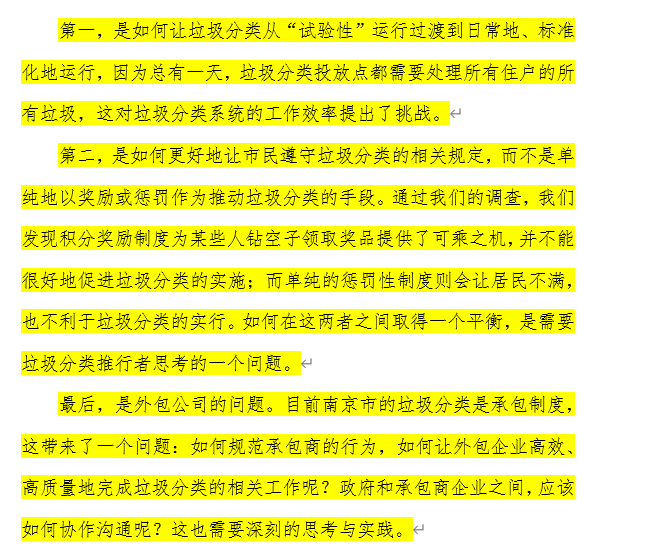 第一，是如何让垃圾分类从“试验性”运行过渡到日常地、标准
化地运行，因为总有一天，垃圾分类投放点都需要处理所有住户的所
有垃圾，这对垃圾分类系统的工作效率提出了挑战。
第二，是如何更好地让市民遵守垃圾分类的相关规定，而不是单
纯地以奖励或惩罚作为推动垃圾分类的手段。通过我们的调查，我们
发现积分奖励制度为某些人钻空子领取奖品提供了可乘之机，并不能
很好地促进垃圾分类的实施；而单纯的惩罚性制度则会让居民不满，
也不利于垃圾分类的实行。如何在这两者之间取得一个平衡，是需要
垃圾分类推行者思考的一个问题。
最后，是外包公司的问题。目前南京市的垃圾分类是承包制度，
这带来了一个问题：如何规范承包商的行为，如何让外包企业高效、
高质量地完成垃圾分类的相关工作呢？政府和承包商企业之间，应该
如何协作沟通呢？这也需要深刻的思考与实践。